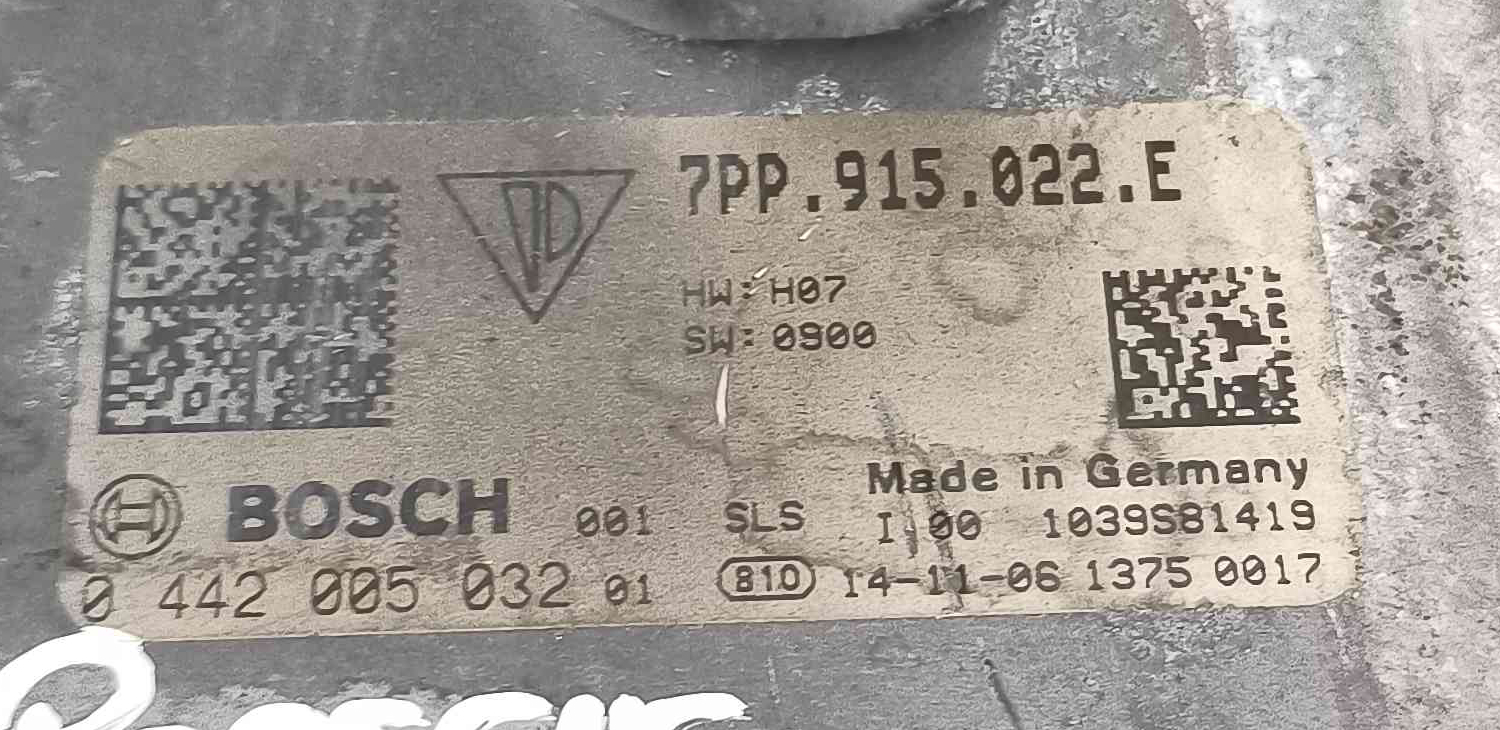 7PP.915.022.E
HW: H07
SW: 0900
Made in Germany
BOSCH 001 SLS I 00 1039S81419
0 442 005 032 01 810 14-11-06 1375 0017